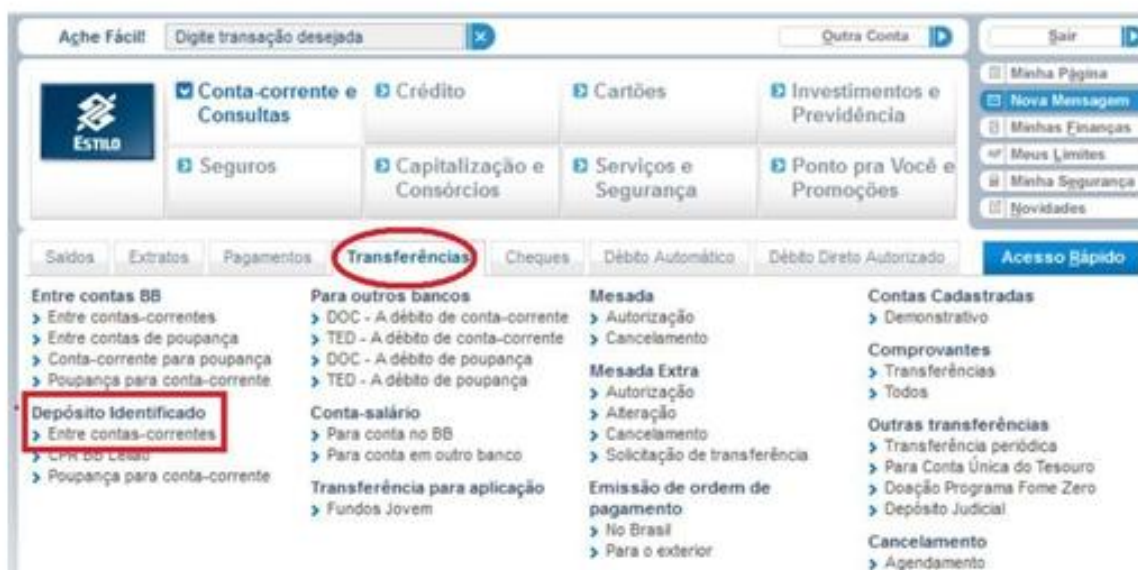 Ache Fácil!
Digite transação desejada
Outra Conta
Sair
Minha Página
Nova Mensagem
Minhas Finanças
Meus Limites
Minha Segurança
Novidades
ESTILO
Conta-corrente e
Consultas
Crédito
Cartões
Investimentos e
Previdência
Seguros
Capitalização e
Consórcios
Serviços e
Segurança
Ponto pra Você e
Promoções
Saldos
Extratos
Pagamentos
Transferências
Cheques
Débito Automático
Débito Direto Autorizado
Acesso Rápido
Entre contas BB
Entre contas-correntes
Entre contas de poupança
Conta-corrente para poupança
Poupança para conta-corrente
Depósito Identificado
Entre contas-correntes
CPR BB Leilão
Poupança para conta-corrente
Para outros bancos
DOC - A débito de conta-corrente
TED - A débito de conta-corrente
DOC - A débito de poupança
TED - A débito de poupança
Conta-salário
Para conta no BB
Para conta em outro banco
Transferência para aplicação
Fundos Jovem
Mesada
Autorização
Cancelamento
Mesada Extra
Autorização
Alteração
Cancelamento
Solicitação de transferência
Emissão de ordem de
pagamento
No Brasil
Para o exterior
Contas Cadastradas
Demonstrativo
Comprovantes
Transferências
Todos
Outras transferências
Transferência periódica
Para Conta Única do Tesouro
Doação Programa Fome Zero
Depósito Judicial
Cancelamento
Agendamento